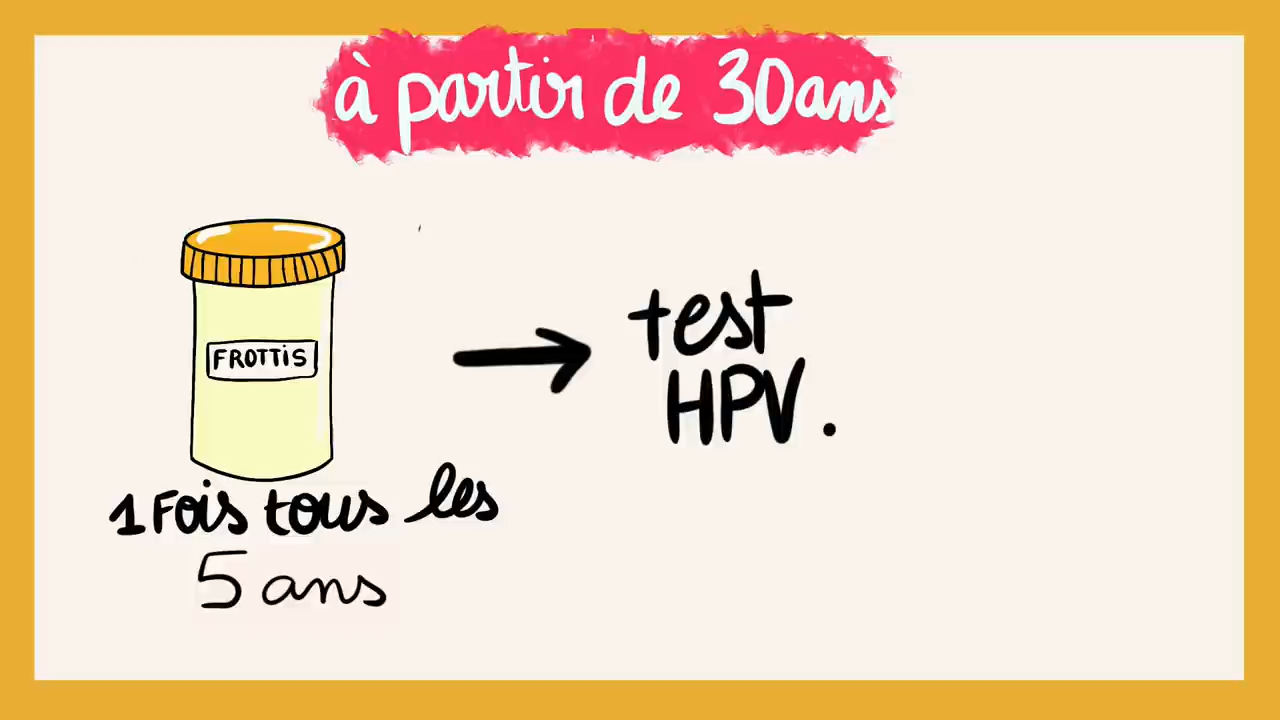 à partir de 30ans
FROTTIS
test
HPV.
1 Fois tous les
5 ans